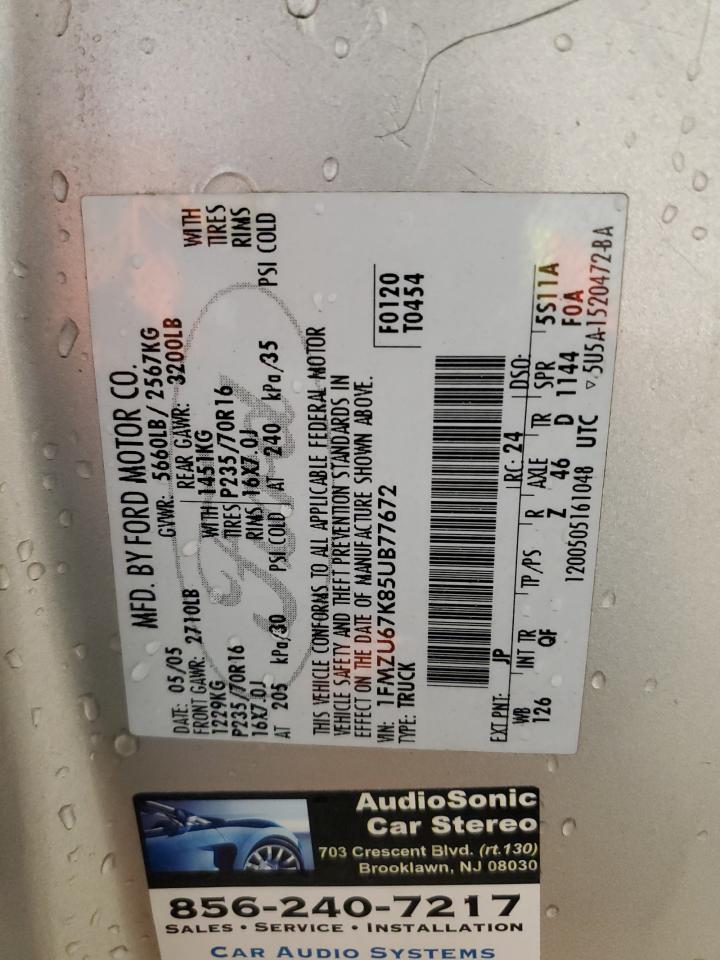 MFD. BY FORD MOTOR CO.
DATE: 05/05 GVWR: 5660LB/ 2567KG
FRONT GAWR: 2710LB REAR GAWR: 3200LB
1229KG WITH 1451KG WITH
P235/70R16 TIRES P235/70R16 TIRES
16X7.0J RIMS 16X7.0J RIMS
AT 205 kPa/30 PSI COLD AT 240 kPa/35 PSI COLD
Ford
THIS VEHICLE CONFORMS TO ALL APPLICABLE FEDERAL MOTOR
VEHICLE SAFETY AND THEFT PREVENTION STANDARDS IN
EFFECT ON THE DATE OF MANUFACTURE SHOWN ABOVE.
VIN: 1FMZU67K85UB77672
TYPE: TRUCK
F0120
T0454
EXT PNT: JP RC: 24 DSO:
WB INT TR TP/PS R AXLE TR SPR 5S11A
126 QF Z 46 D 1144 F0A
1200505161048 UTC ▽5U5A-1520472-BA
AudioSonic
Car Stereo
703 Crescent Blvd. (rt.130)
Brooklawn, NJ 08030
856-240-7217
SALES • SERVICE • INSTALLATION
CAR AUDIO SYSTEMS